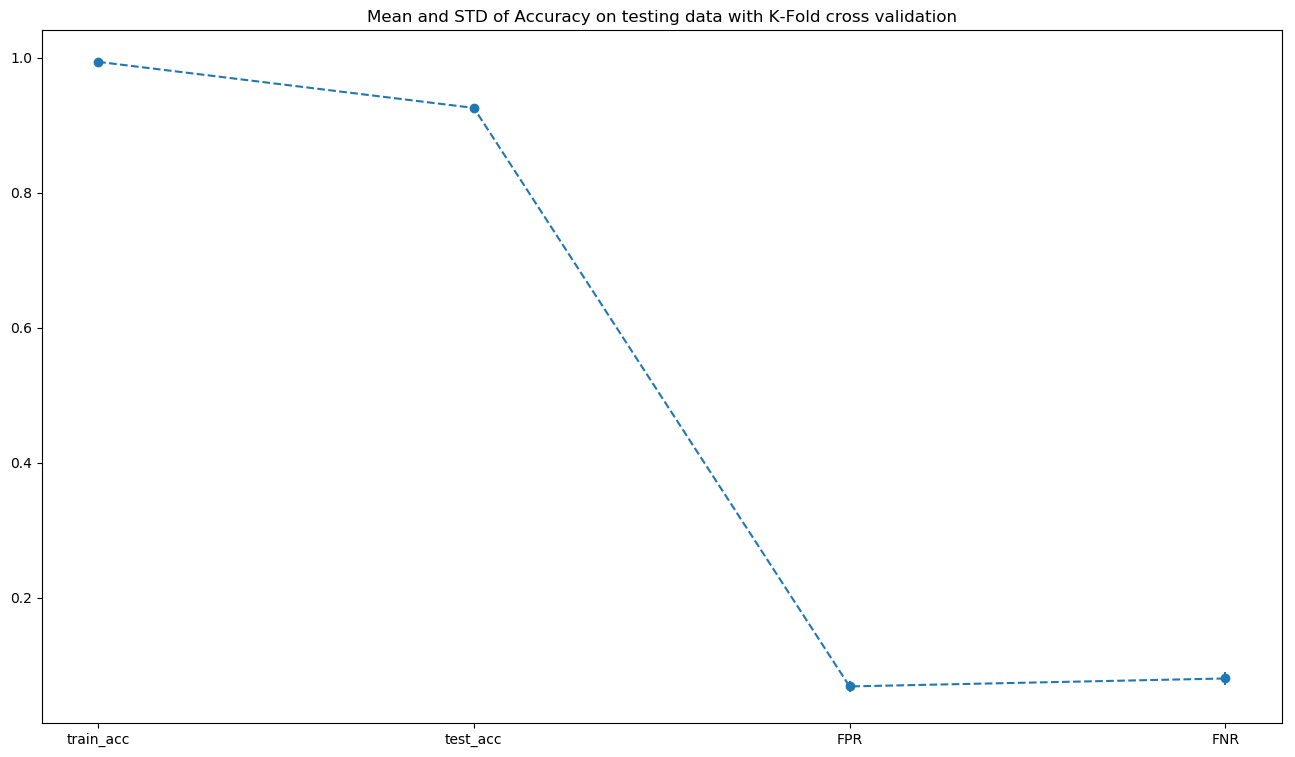 Mean and STD of Accuracy on testing data with K-Fold cross validation
1.0
0.8
0.6
0.4
0.2
train_acc test_acc FPR FNR